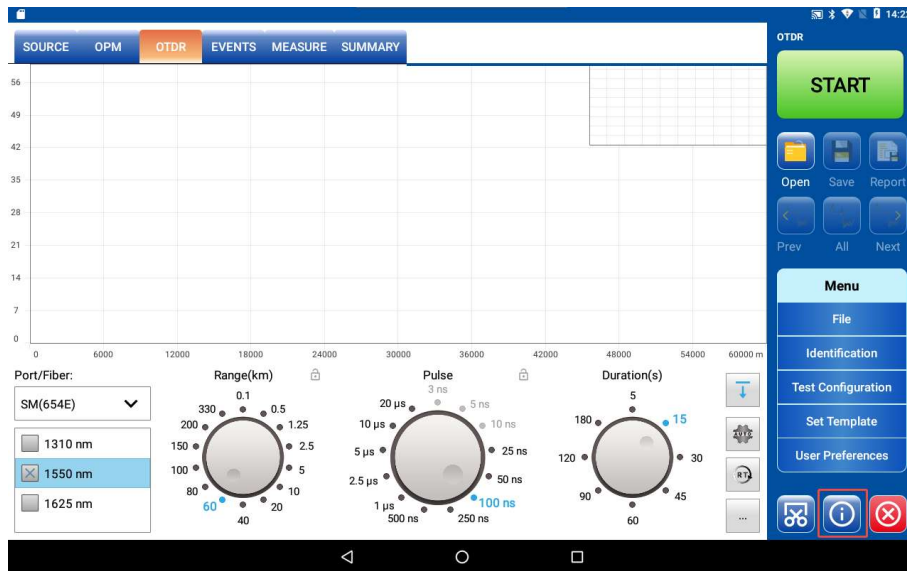 14:22
OTDR
SOURCE OPM OTDR EVENTS MEASURE SUMMARY
START
56
49
42
35
28
21
14
7
0
0 6000 12000 18000 24000 30000 36000 42000 48000 54000 60000 m
Open Save Report
Prev All Next
Menu
File
Identification
Test Configuration
Set Template
User Preferences
Port/Fiber:
SM(654E)
1310 nm
1550 nm
1625 nm
Range(km)
0.1
0.5
1.25
2.5
5
10
20
40
60
80
100
150
200
330
Pulse
3 ns
5 ns
10 ns
25 ns
50 ns
100 ns
250 ns
500 ns
1 µs
2.5 µs
5 µs
10 µs
20 µs
Duration(s)
5
15
30
45
60
90
120
180
AUTO
RT
...